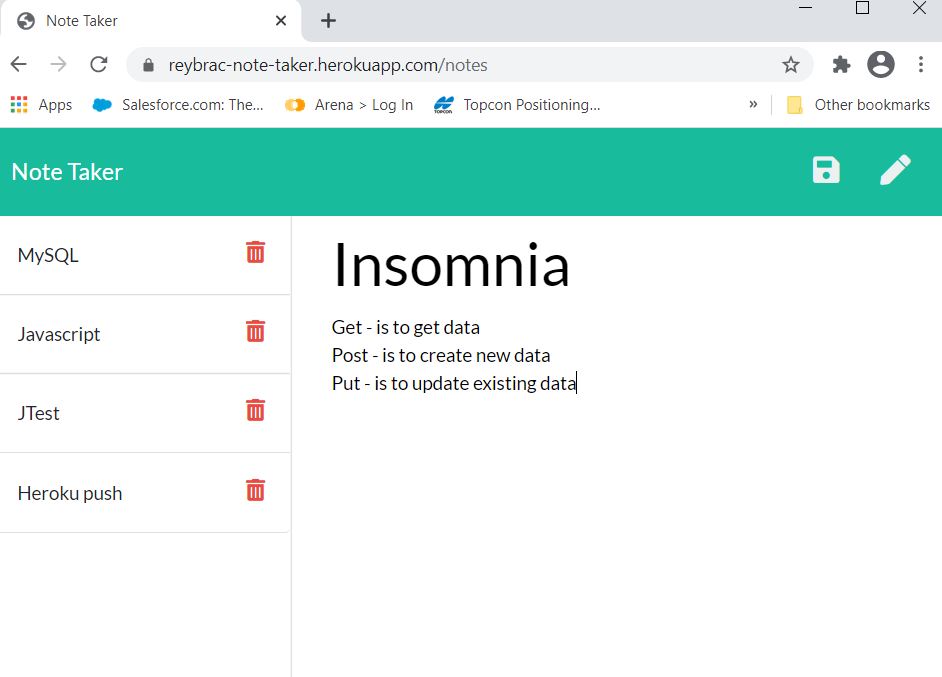 Note Taker
reybrac-note-taker.herokuapp.com/notes
Apps Salesforce.com: The... Arena > Log In TOPCON Topcon Positioning... » Other bookmarks
Note Taker
MySQL
Javascript
JTest
Heroku push
Insomnia
Get - is to get data
Post - is to create new data
Put - is to update existing data